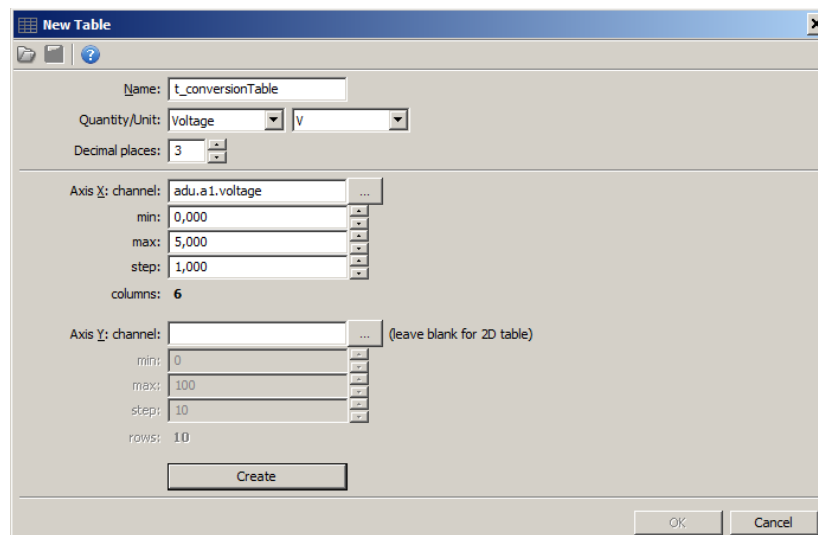 New Table
Name: t_conversionTable
Quantity/Unit: Voltage V
Decimal places: 3
Axis X: channel: adu.a1.voltage ...
min: 0,000
max: 5,000
step: 1,000
columns: 6
Axis Y: channel: ... (leave blank for 2D table)
min: 0
max: 100
step: 10
rows: 10
Create
OK Cancel